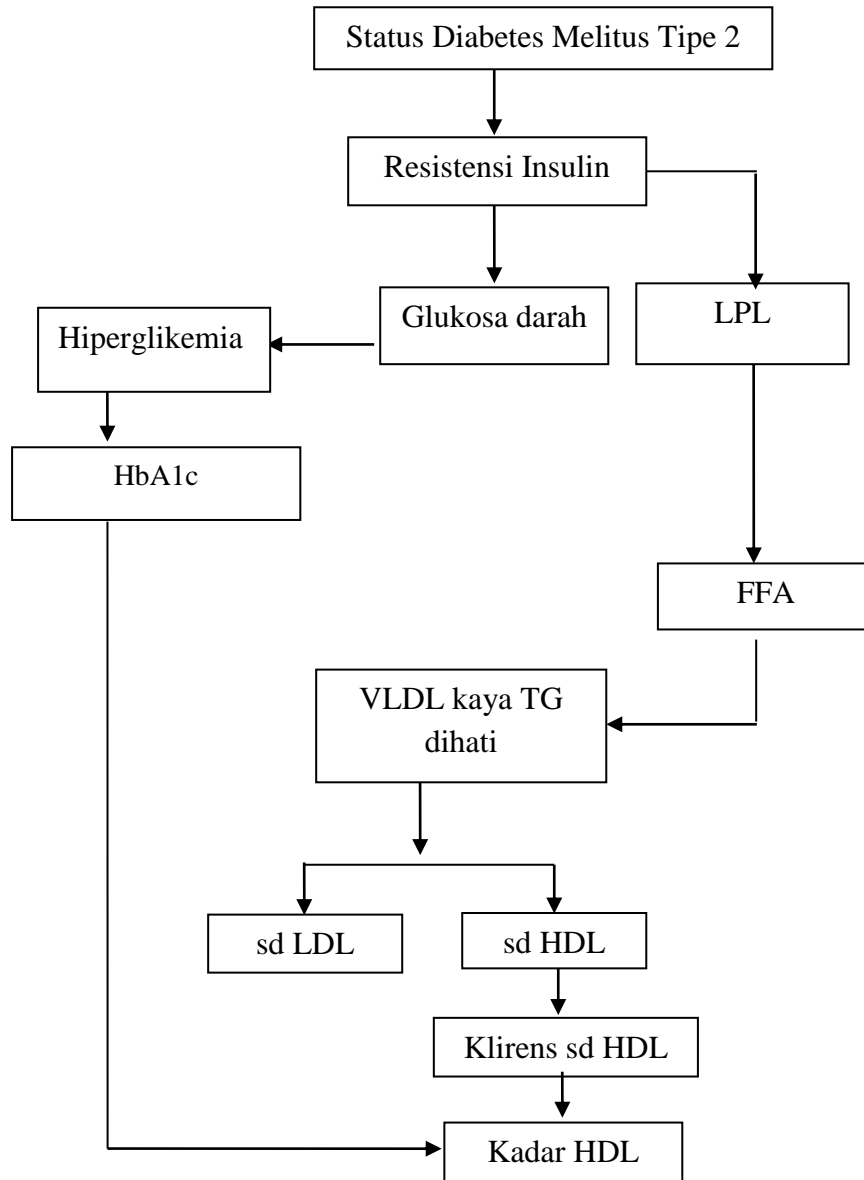 Status Diabetes Melitus Tipe 2
Resistensi Insulin
Glukosa darah
LPL
Hiperglikemia
HbA1c
FFA
VLDL kaya TG
dihati
sd LDL
sd HDL
Klirens sd HDL
Kadar HDL